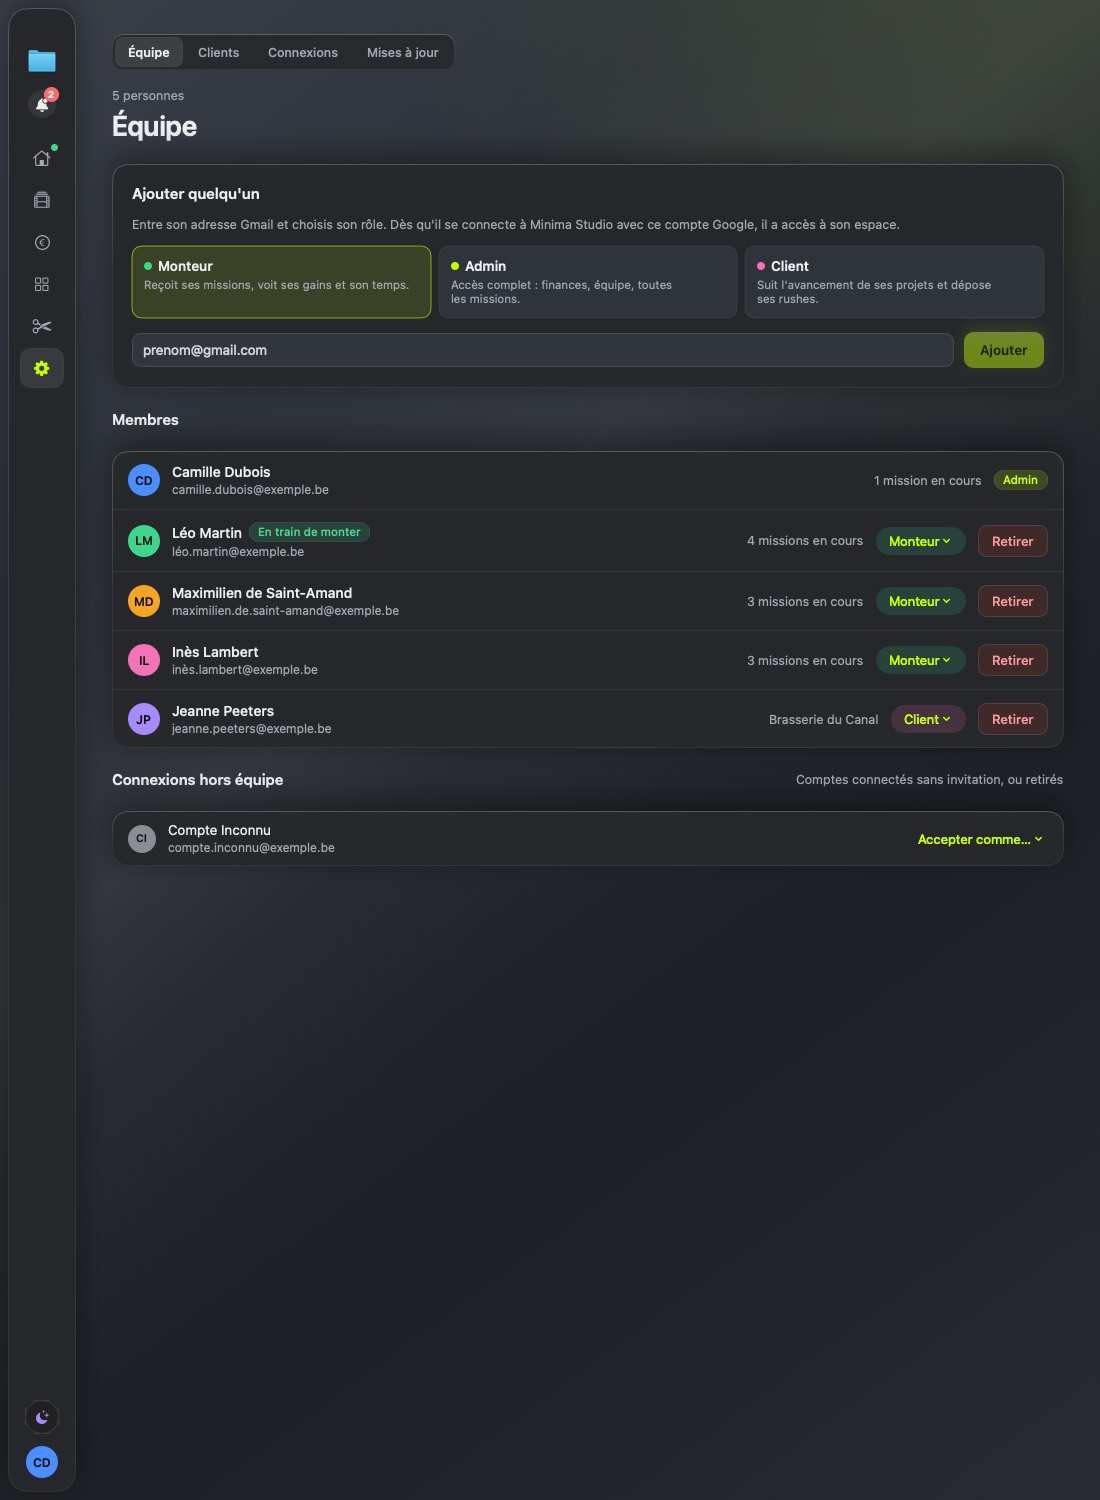 Équipe Clients Connexions Mises à jour
2
5 personnes
Équipe
Ajouter quelqu'un
Entre son adresse Gmail et choisis son rôle. Dès qu'il se connecte à Minima Studio avec ce compte Google, il a accès à son espace.
Monteur
Reçoit ses missions, voit ses gains et son temps.
Admin
Accès complet : finances, équipe, toutes
les missions.
Client
Suit l'avancement de ses projets et dépose
ses rushes.
prenom@gmail.com
Ajouter
Membres
CD
Camille Dubois
camille.dubois@exemple.be
1 mission en cours
Admin
LM
Léo Martin En train de monter
léo.martin@exemple.be
4 missions en cours
Monteur
Retirer
MD
Maximilien de Saint-Amand
maximilien.de.saint-amand@exemple.be
3 missions en cours
Monteur
Retirer
IL
Inès Lambert
inès.lambert@exemple.be
3 missions en cours
Monteur
Retirer
JP
Jeanne Peeters
jeanne.peeters@exemple.be
Brasserie du Canal
Client
Retirer
Connexions hors équipe
Comptes connectés sans invitation, ou retirés
CI
Compte Inconnu
compte.inconnu@exemple.be
Accepter comme...
CD